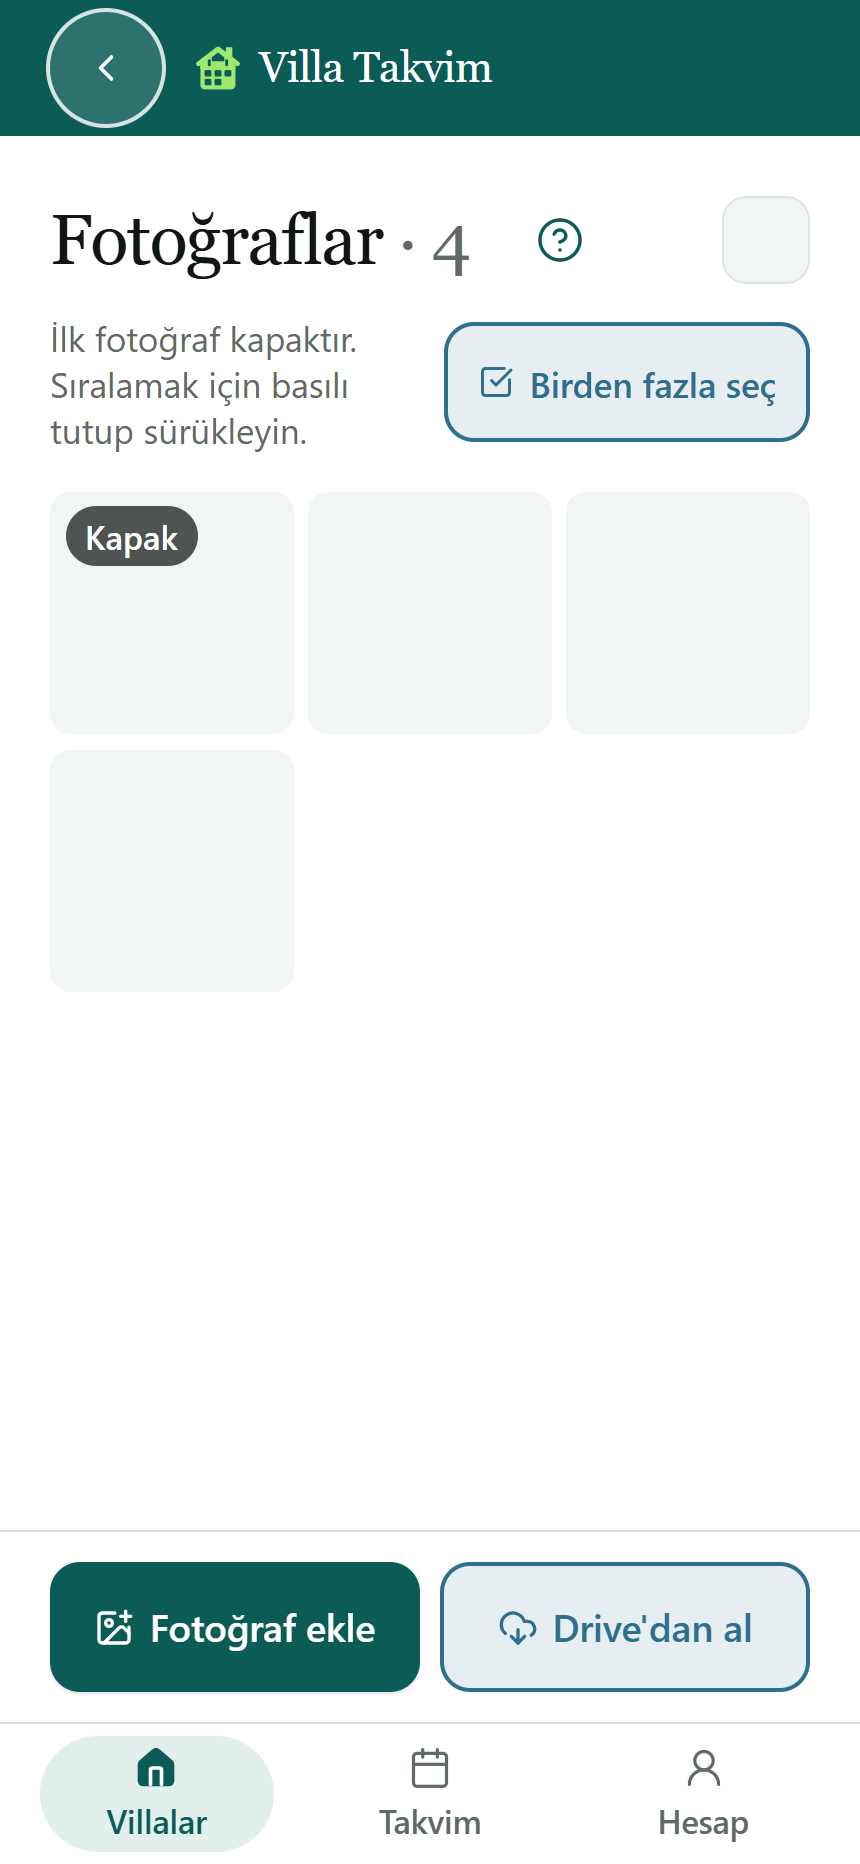 Villa Takvim
Fotoğraflar · 4
İlk fotoğraf kapaktır.
Sıralamak için basılı
tutup sürükleyin.
Birden fazla seç
Kapak
Fotoğraf ekle
Drive'dan al
Villalar
Takvim
Hesap